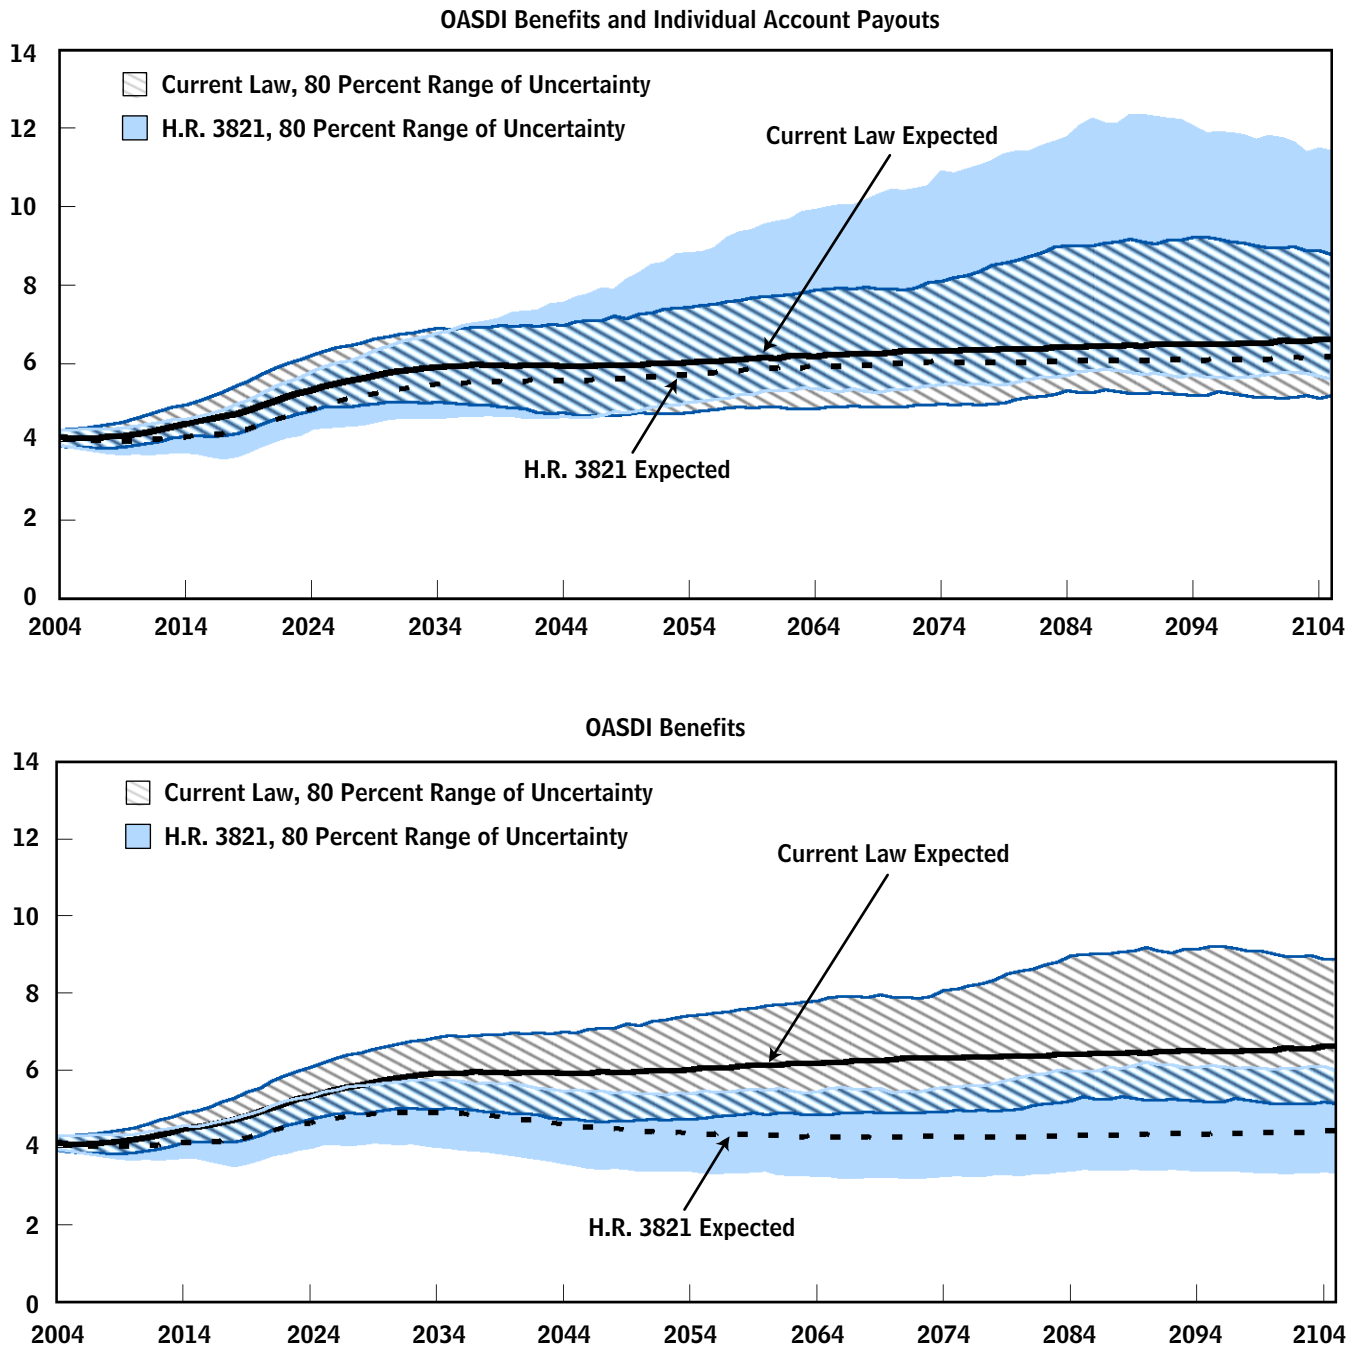 OASDI Benefits and Individual Account Payouts
14
Current Law, 80 Percent Range of Uncertainty
12
H.R. 3821, 80 Percent Range of Uncertainty
Current Law Expected
10
8
6
4
H.R. 3821 Expected
2
0
2004 2014 2024 2034 2044 2054 2064 2074 2084 2094 2104
OASDI Benefits
14
Current Law, 80 Percent Range of Uncertainty
12
H.R. 3821, 80 Percent Range of Uncertainty
Current Law Expected
10
8
6
4
2
H.R. 3821 Expected
0
2004 2014 2024 2034 2044 2054 2064 2074 2084 2094 2104